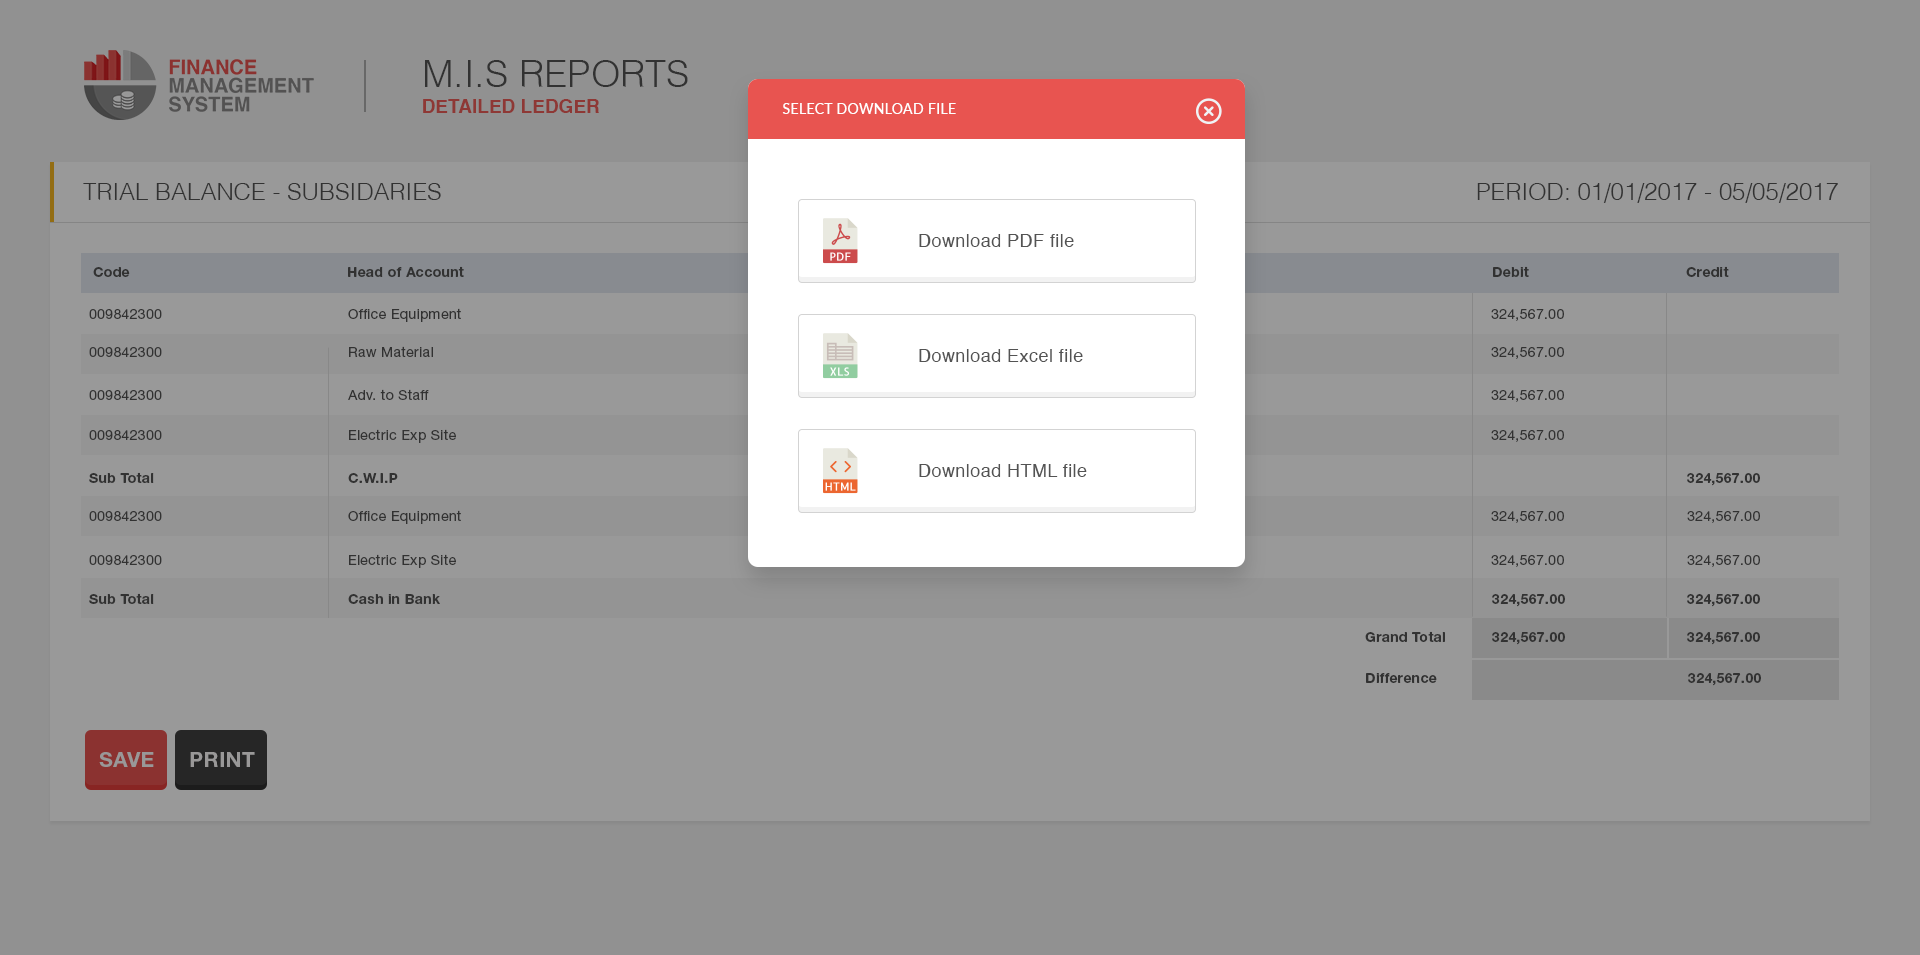 FINANCE
MANAGEMENT
SYSTEM
M.I.S REPORTS
DETAILED LEDGER
SELECT DOWNLOAD FILE
TRIAL BALANCE - SUBSIDARIES
PERIOD: 01/01/2017 - 05/05/2017
PDF Download PDF file
XLS Download Excel file
HTML Download HTML file
Code Head of Account Debit Credit
009842300 Office Equipment 324,567.00
009842300 Raw Material 324,567.00
009842300 Adv. to Staff 324,567.00
009842300 Electric Exp Site 324,567.00
Sub Total C.W.I.P 324,567.00
009842300 Office Equipment 324,567.00 324,567.00
009842300 Electric Exp Site 324,567.00 324,567.00
Sub Total Cash in Bank 324,567.00 324,567.00
Grand Total 324,567.00 324,567.00
Difference 324,567.00
SAVE PRINT